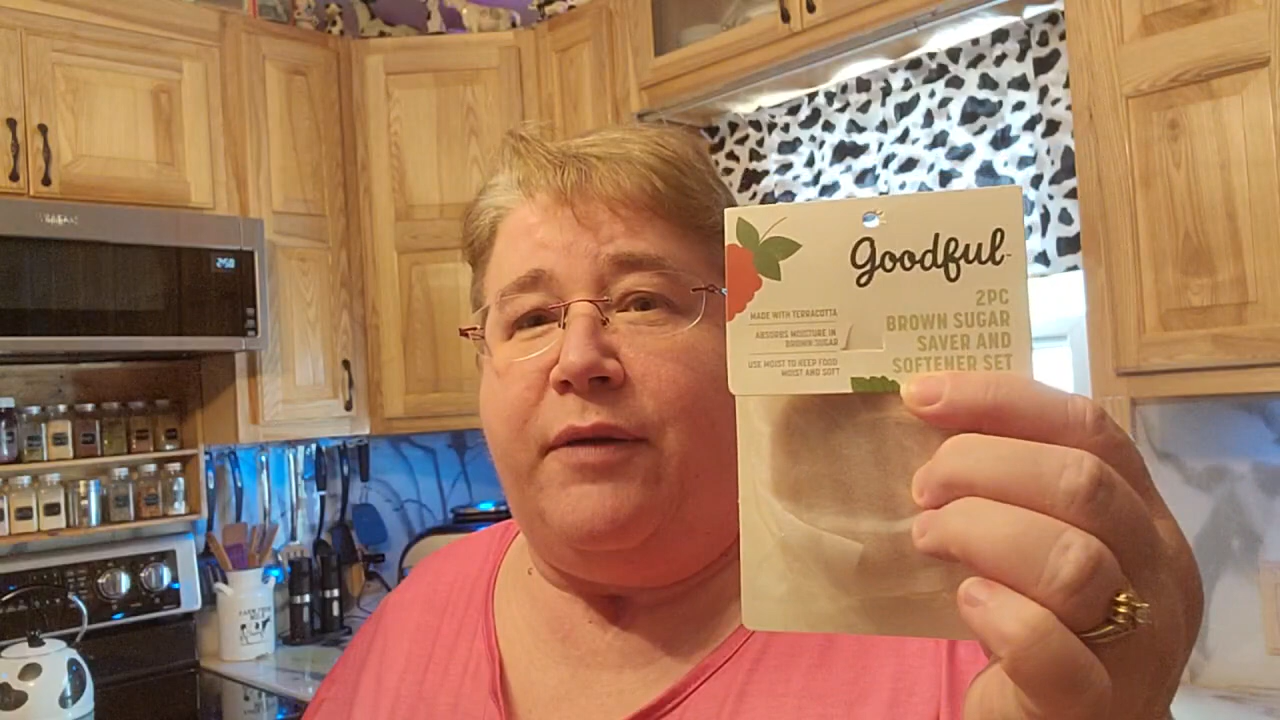 goodful
2PC
BROWN SUGAR
SAVER AND
SOFTENER SET
MADE WITH TERRACOTTA
ABSORBS MOISTURE IN
BROWN SUGAR
USE MOIST TO KEEP FOOD
MOIST AND SOFT
2:50